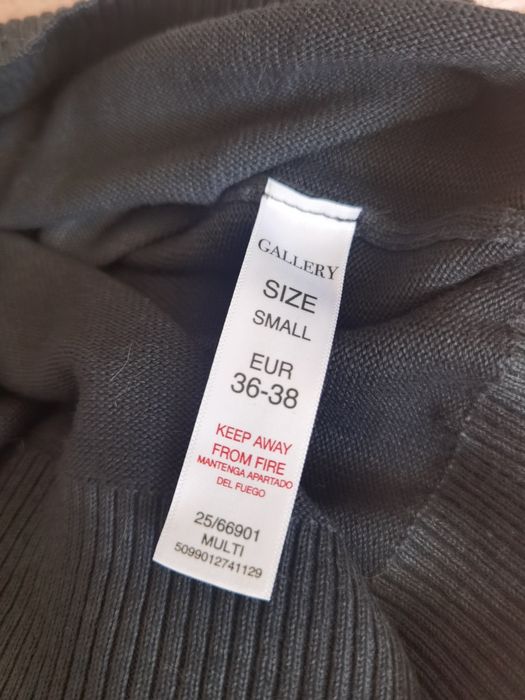 GALLERY
SIZE
SMALL
EUR
36-38
KEEP AWAY
FROM FIRE
MANTENGA APARTADO
DEL FUEGO
25/66901
MULTI
5099012741129